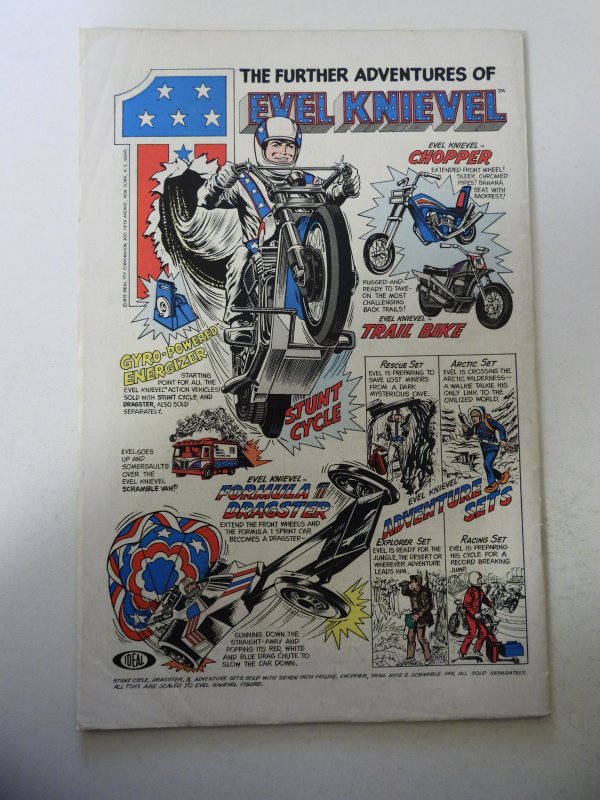 THE FURTHER ADVENTURES OF
EVEL KNIEVEL™
EVEL KNIEVEL™
CHOPPER
EXTENDED FRONT WHEEL!
SLEEK CHROMED
PIPES! BANANA
SEAT WITH
BACKREST!
RUGGED-AND-
READY TO TAKE-
ON THE MOST
CHALLENGING
BACK TRAILS!
EVEL KNIEVEL™
TRAIL BIKE
GYRO-POWERED
ENERGIZER
STARTING
POINT FOR ALL THE
EVEL KNIEVEL ACTION VEHICLES!
SOLD WITH STUNT CYCLE AND
DRAGSTER, ALSO SOLD
SEPARATELY.
STUNT
CYCLE
EVEL GOES
UP AND
SOMERSAULTS
OVER THE
EVEL KNIEVEL
SCRAMBLE VAN®
EVEL KNIEVEL™
FORMULA 1
DRAGSTER
EXTEND THE FRONT WHEELS AND
THE FORMULA 1 SPRINT CAR
BECOMES A DRAGSTER—
GUNNING DOWN THE
STRAIGHT-AWAY AND
POPPING ITS RED, WHITE
AND BLUE DRAG CHUTE TO
SLOW THE CAR DOWN.
RESCUE SET
EVEL IS PREPARING TO
SAVE LOST MINERS
FROM A DARK
MYSTERIOUS CAVE.
ARCTIC SET
EVEL IS CROSSING THE
ARCTIC WILDERNESS—
A WALKIE TALKIE HIS
ONLY LINK TO THE
CIVILIZED WORLD.
EVEL KNIEVEL™
ADVENTURE
SETS
EXPLORER SET
EVEL IS READY FOR THE
JUNGLE, THE DESERT OR
WHEREVER ADVENTURE
LEADS HIM.
RACING SET
EVEL IS PREPARING
HIS CYCLE FOR A
RECORD BREAKING
JUMP.
IDEAL
STUNT CYCLE, DRAGSTER, & ADVENTURE SETS SOLD WITH SEVEN INCH FIGURE, CHOPPER, TRAIL BIKE & SCRAMBLE VAN, ALL SOLD SEPARATELY.
ALL TOYS ARE SCALED TO EVEL KNIEVEL FIGURE.